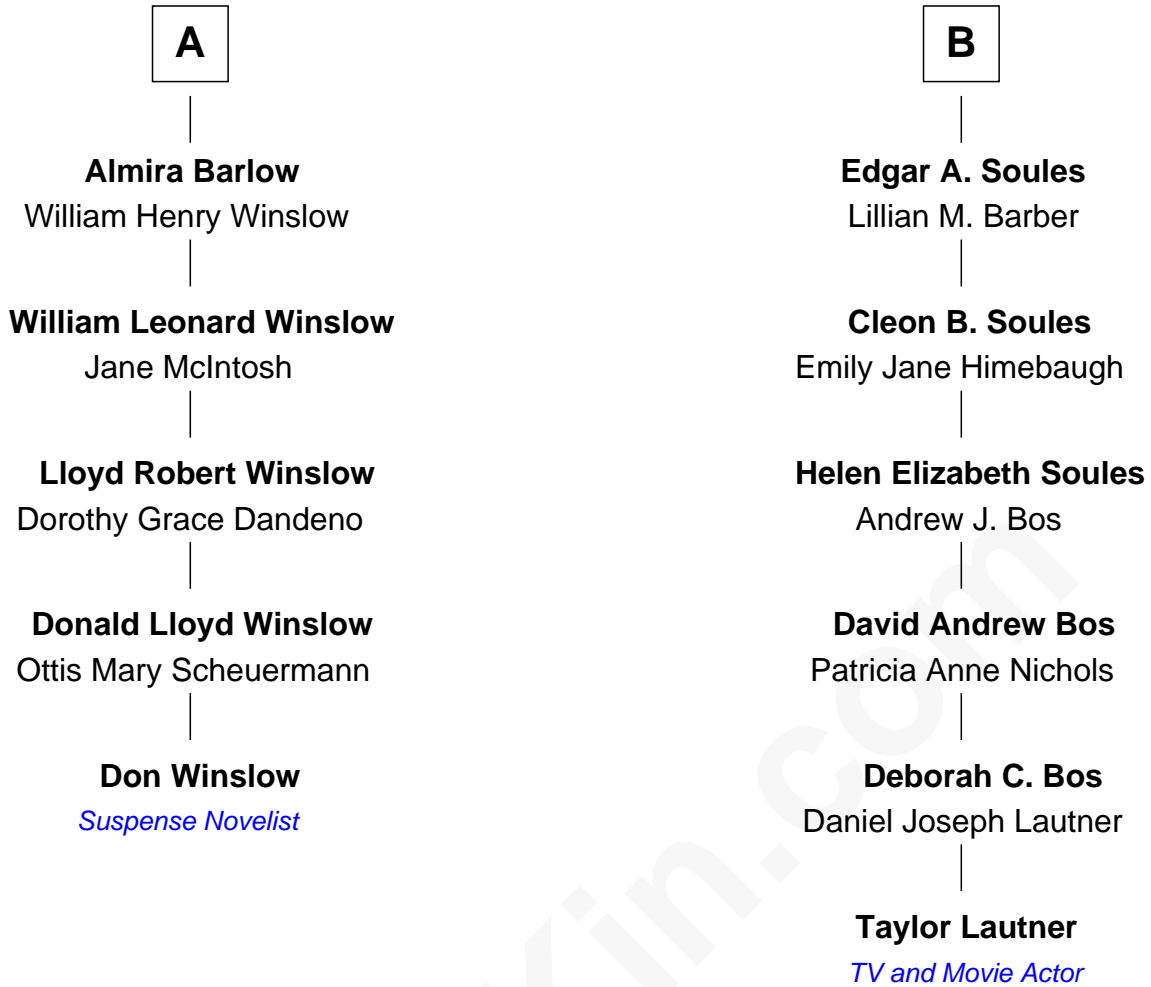 A
Almira Barlow
William Henry Winslow
William Leonard Winslow
Jane McIntosh
Lloyd Robert Winslow
Dorothy Grace Dandeno
Donald Lloyd Winslow
Ottis Mary Scheuermann
Don Winslow
Suspense Novelist
B
Edgar A. Soules
Lillian M. Barber
Cleon B. Soules
Emily Jane Himebaugh
Helen Elizabeth Soules
Andrew J. Bos
David Andrew Bos
Patricia Anne Nichols
Deborah C. Bos
Daniel Joseph Lautner
Taylor Lautner
TV and Movie Actor
Kin.com